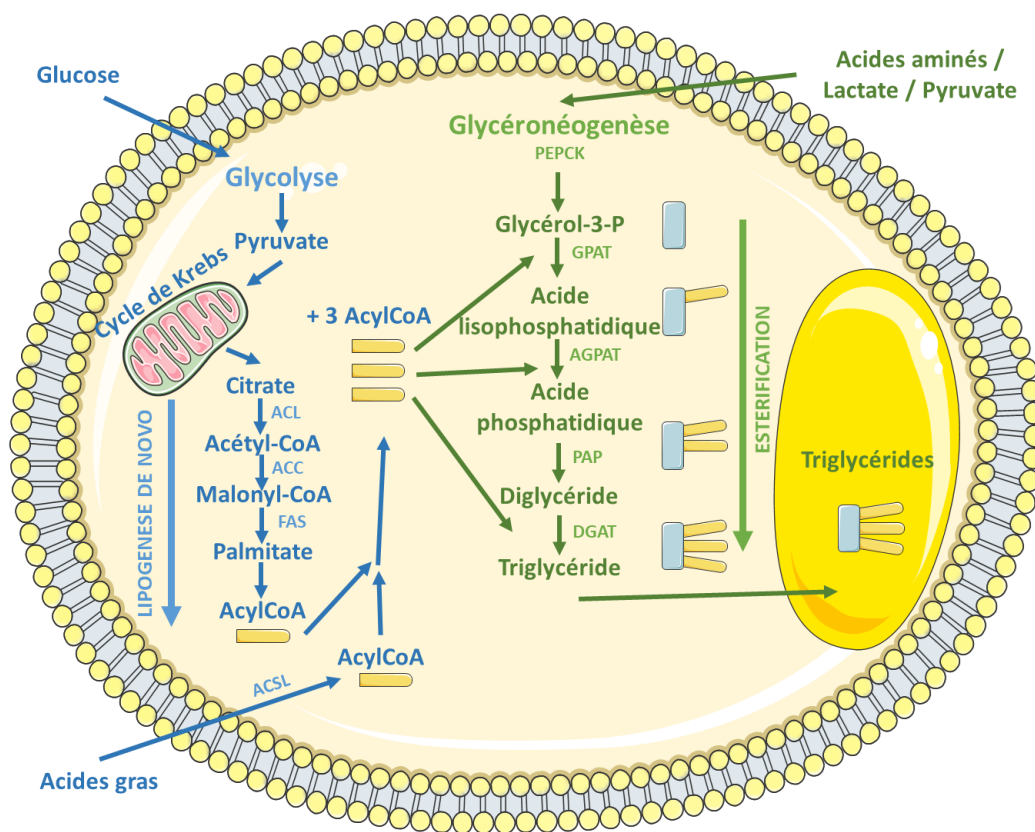 Glucose
Acides aminés /
Lactate / Pyruvate
Glycéronéogenèse
PEPCK
Glycolyse
Pyruvate
Cycle de Krebs
Glycérol-3-P
GPAT
+ 3 AcylCoA
Acide
lisophosphatidique
AGPAT
Citrate
ACL
Acétyl-CoA
ACC
Malonyl-CoA
FAS
Palmitate
AcylCoA
LIPOGENESE DE NOVO
Acide
phosphatidique
PAP
Diglycéride
DGAT
Triglycéride
ESTERIFICATION
Triglycérides
AcylCoA
ACSL
Acides gras